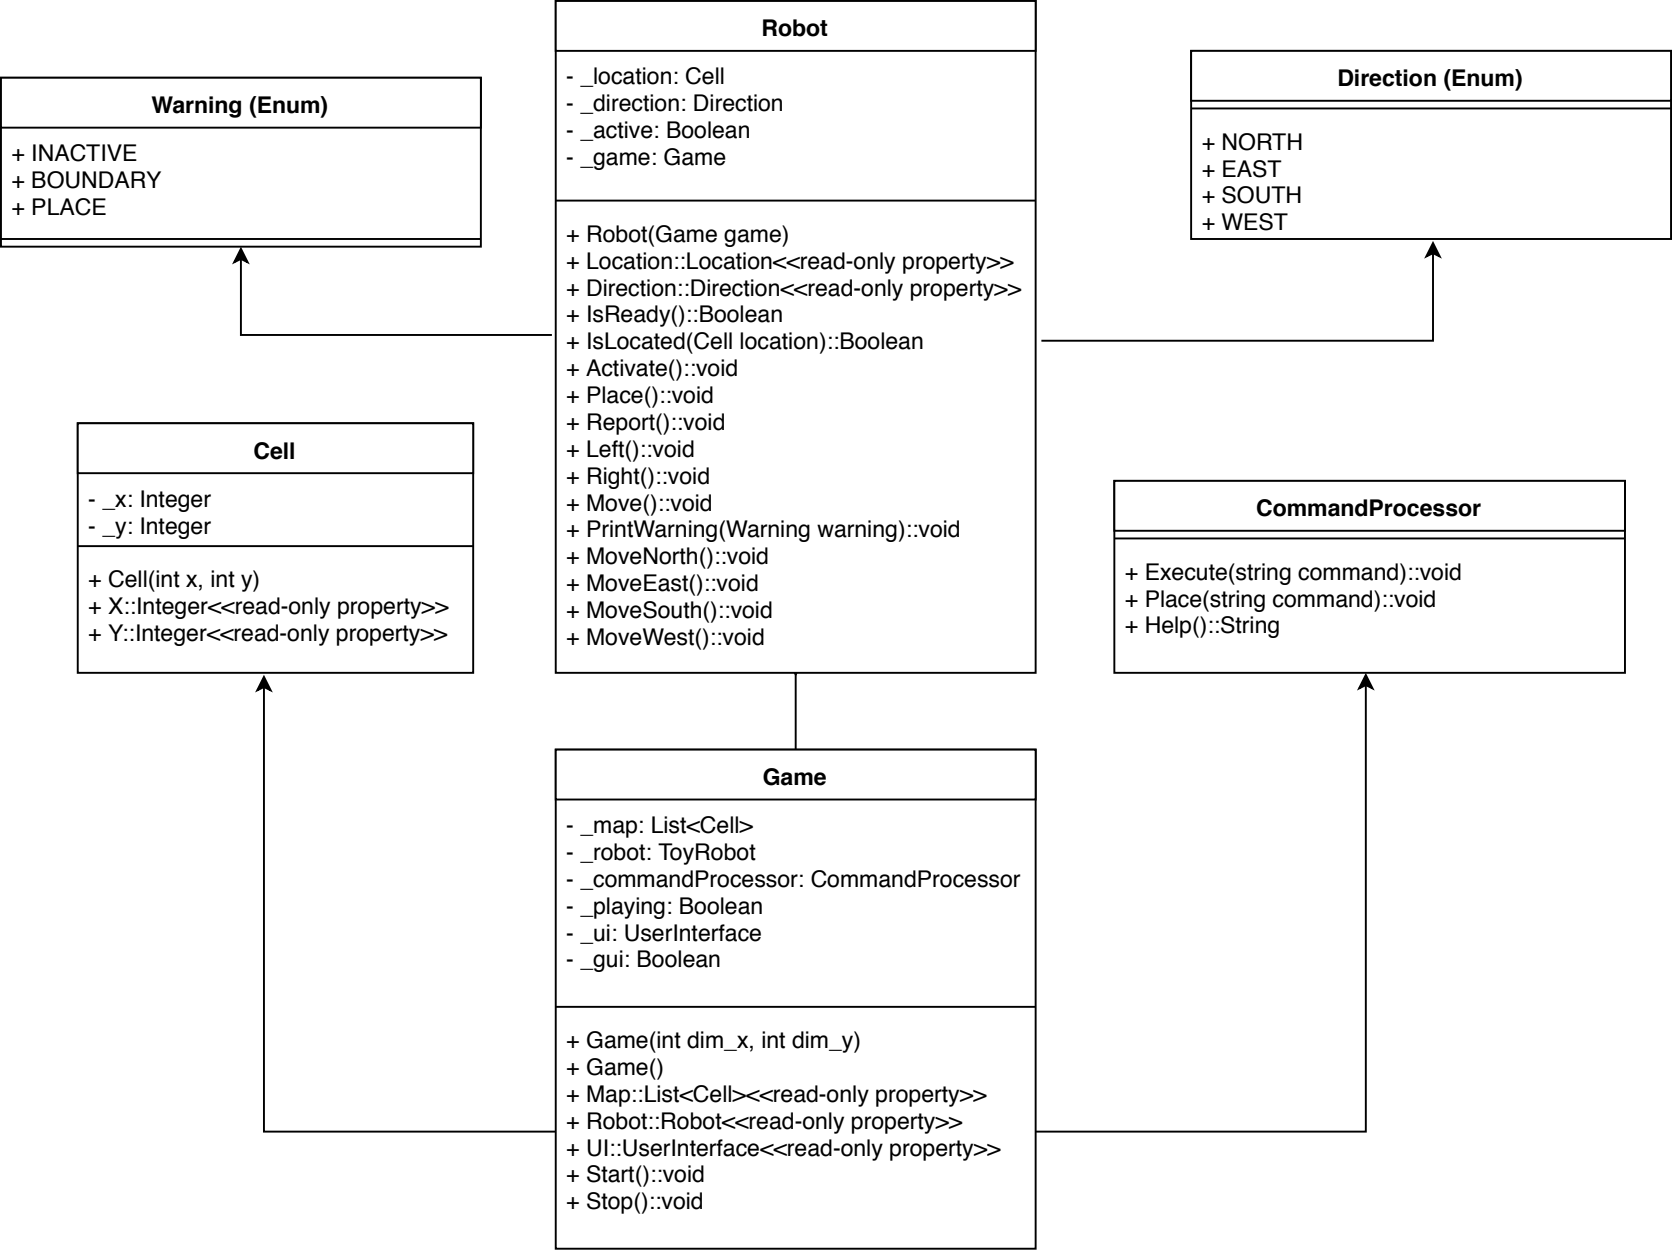 Robot
- _location: Cell
- _direction: Direction
- _active: Boolean
- _game: Game
+ Robot(Game game)
+ Location::Location<<read-only property>>
+ Direction::Direction<<read-only property>>
+ IsReady()::Boolean
+ IsLocated(Cell location)::Boolean
+ Activate()::void
+ Place()::void
+ Report()::void
+ Left()::void
+ Right()::void
+ Move()::void
+ PrintWarning(Warning warning)::void
+ MoveNorth()::void
+ MoveEast()::void
+ MoveSouth()::void
+ MoveWest()::void
Warning (Enum)
+ INACTIVE
+ BOUNDARY
+ PLACE
Direction (Enum)
+ NORTH
+ EAST
+ SOUTH
+ WEST
Cell
- _x: Integer
- _y: Integer
+ Cell(int x, int y)
+ X::Integer<<read-only property>>
+ Y::Integer<<read-only property>>
CommandProcessor
+ Execute(string command)::void
+ Place(string command)::void
+ Help()::String
Game
- _map: List<Cell>
- _robot: ToyRobot
- _commandProcessor: CommandProcessor
- _playing: Boolean
- _ui: UserInterface
- _gui: Boolean
+ Game(int dim_x, int dim_y)
+ Game()
+ Map::List<Cell><<read-only property>>
+ Robot::Robot<<read-only property>>
+ UI::UserInterface<<read-only property>>
+ Start()::void
+ Stop()::void